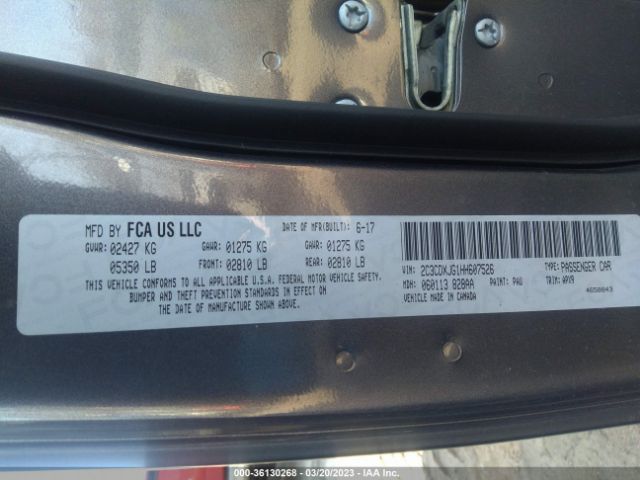 MFD BY FCA US LLC DATE OF MFR(BUILT): 6-17
GVWR: 02427 KG GAWR: 01275 KG GAWR: 01275 KG
05350 LB FRONT: 02810 LB REAR: 02810 LB
THIS VEHICLE CONFORMS TO ALL APPLICABLE U.S.A. FEDERAL MOTOR VEHICLE SAFETY,
BUMPER AND THEFT PREVENTION STANDARDS IN EFFECT ON
THE DATE OF MANUFACTURE SHOWN ABOVE.
VIN: 2C3CDXJG1HH607526 TYPE: PASSENGER CAR
MDH: 060113 828AA PAINT: PAU TRIM: APX9
VEHICLE MADE IN CANADA 4658843
000-36130268 - 03/20/2023 - IAA Inc.